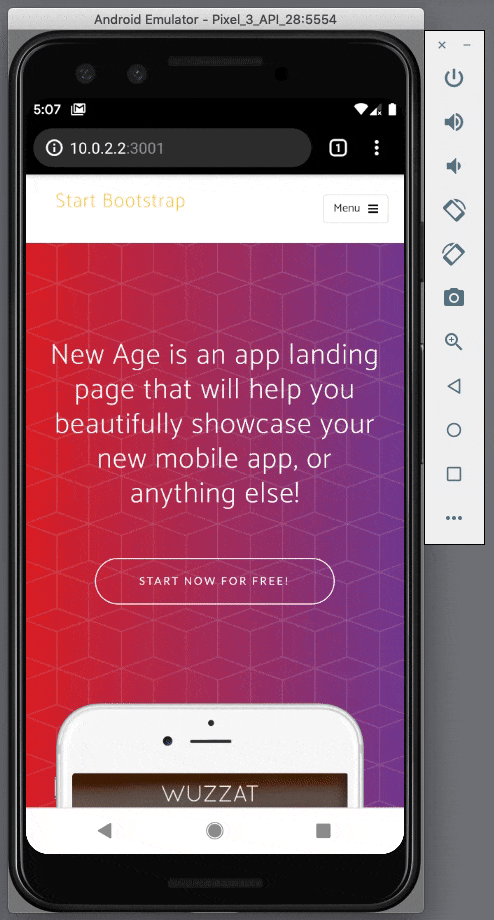 Android Emulator - Pixel_3_API_28:5554
5:07
10.0.2.2:3001
1
Start Bootstrap
Menu
New Age is an app landing
page that will help you
beautifully showcase your
new mobile app, or
anything else!
START NOW FOR FREE!
WUZZAT